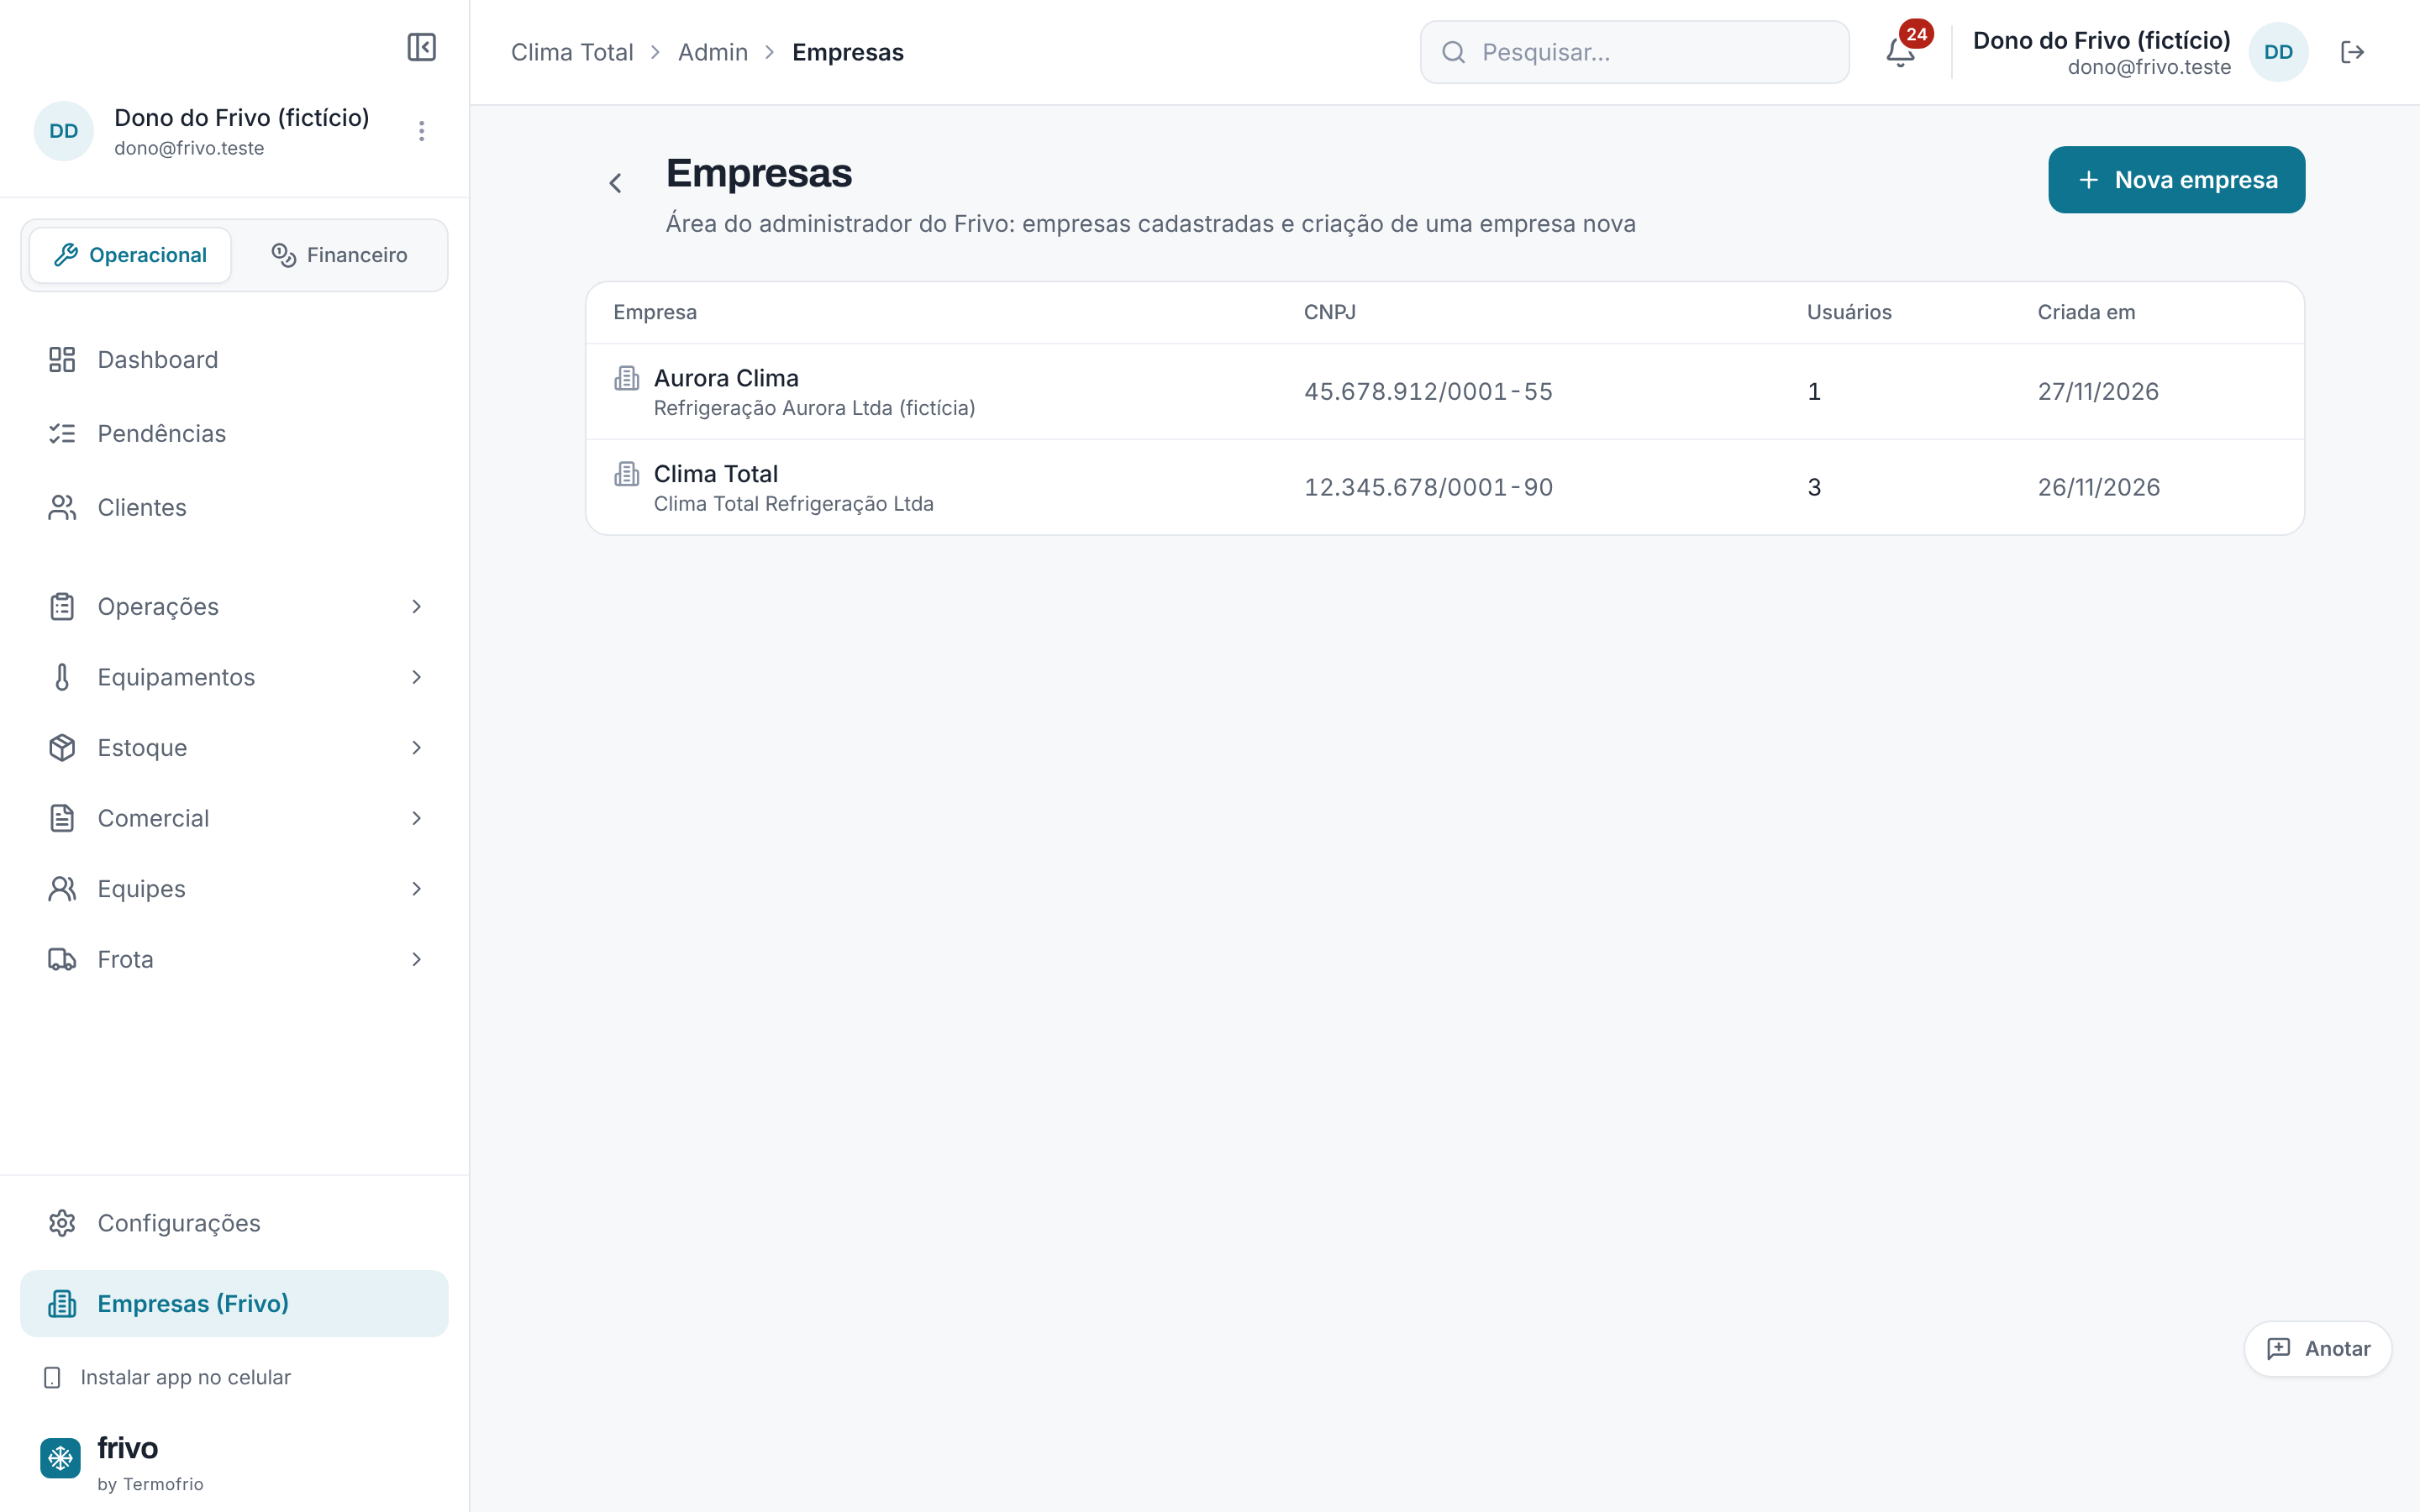 DD
Dono do Frivo (fictício)
dono@frivo.teste
Operacional
Financeiro
Dashboard
Pendências
Clientes
Operações
Equipamentos
Estoque
Comercial
Equipes
Frota
Configurações
Empresas (Frivo)
Instalar app no celular
frivo
by Termofrio
Clima Total > Admin > Empresas
Pesquisar...
24
Dono do Frivo (fictício)
dono@frivo.teste
DD
Empresas
Área do administrador do Frivo: empresas cadastradas e criação de uma empresa nova
+ Nova empresa
Empresa CNPJ Usuários Criada em
Aurora Clima
Refrigeração Aurora Ltda (fictícia)
45.678.912/0001-55 1 27/11/2026
Clima Total
Clima Total Refrigeração Ltda
12.345.678/0001-90 3 26/11/2026
Anotar